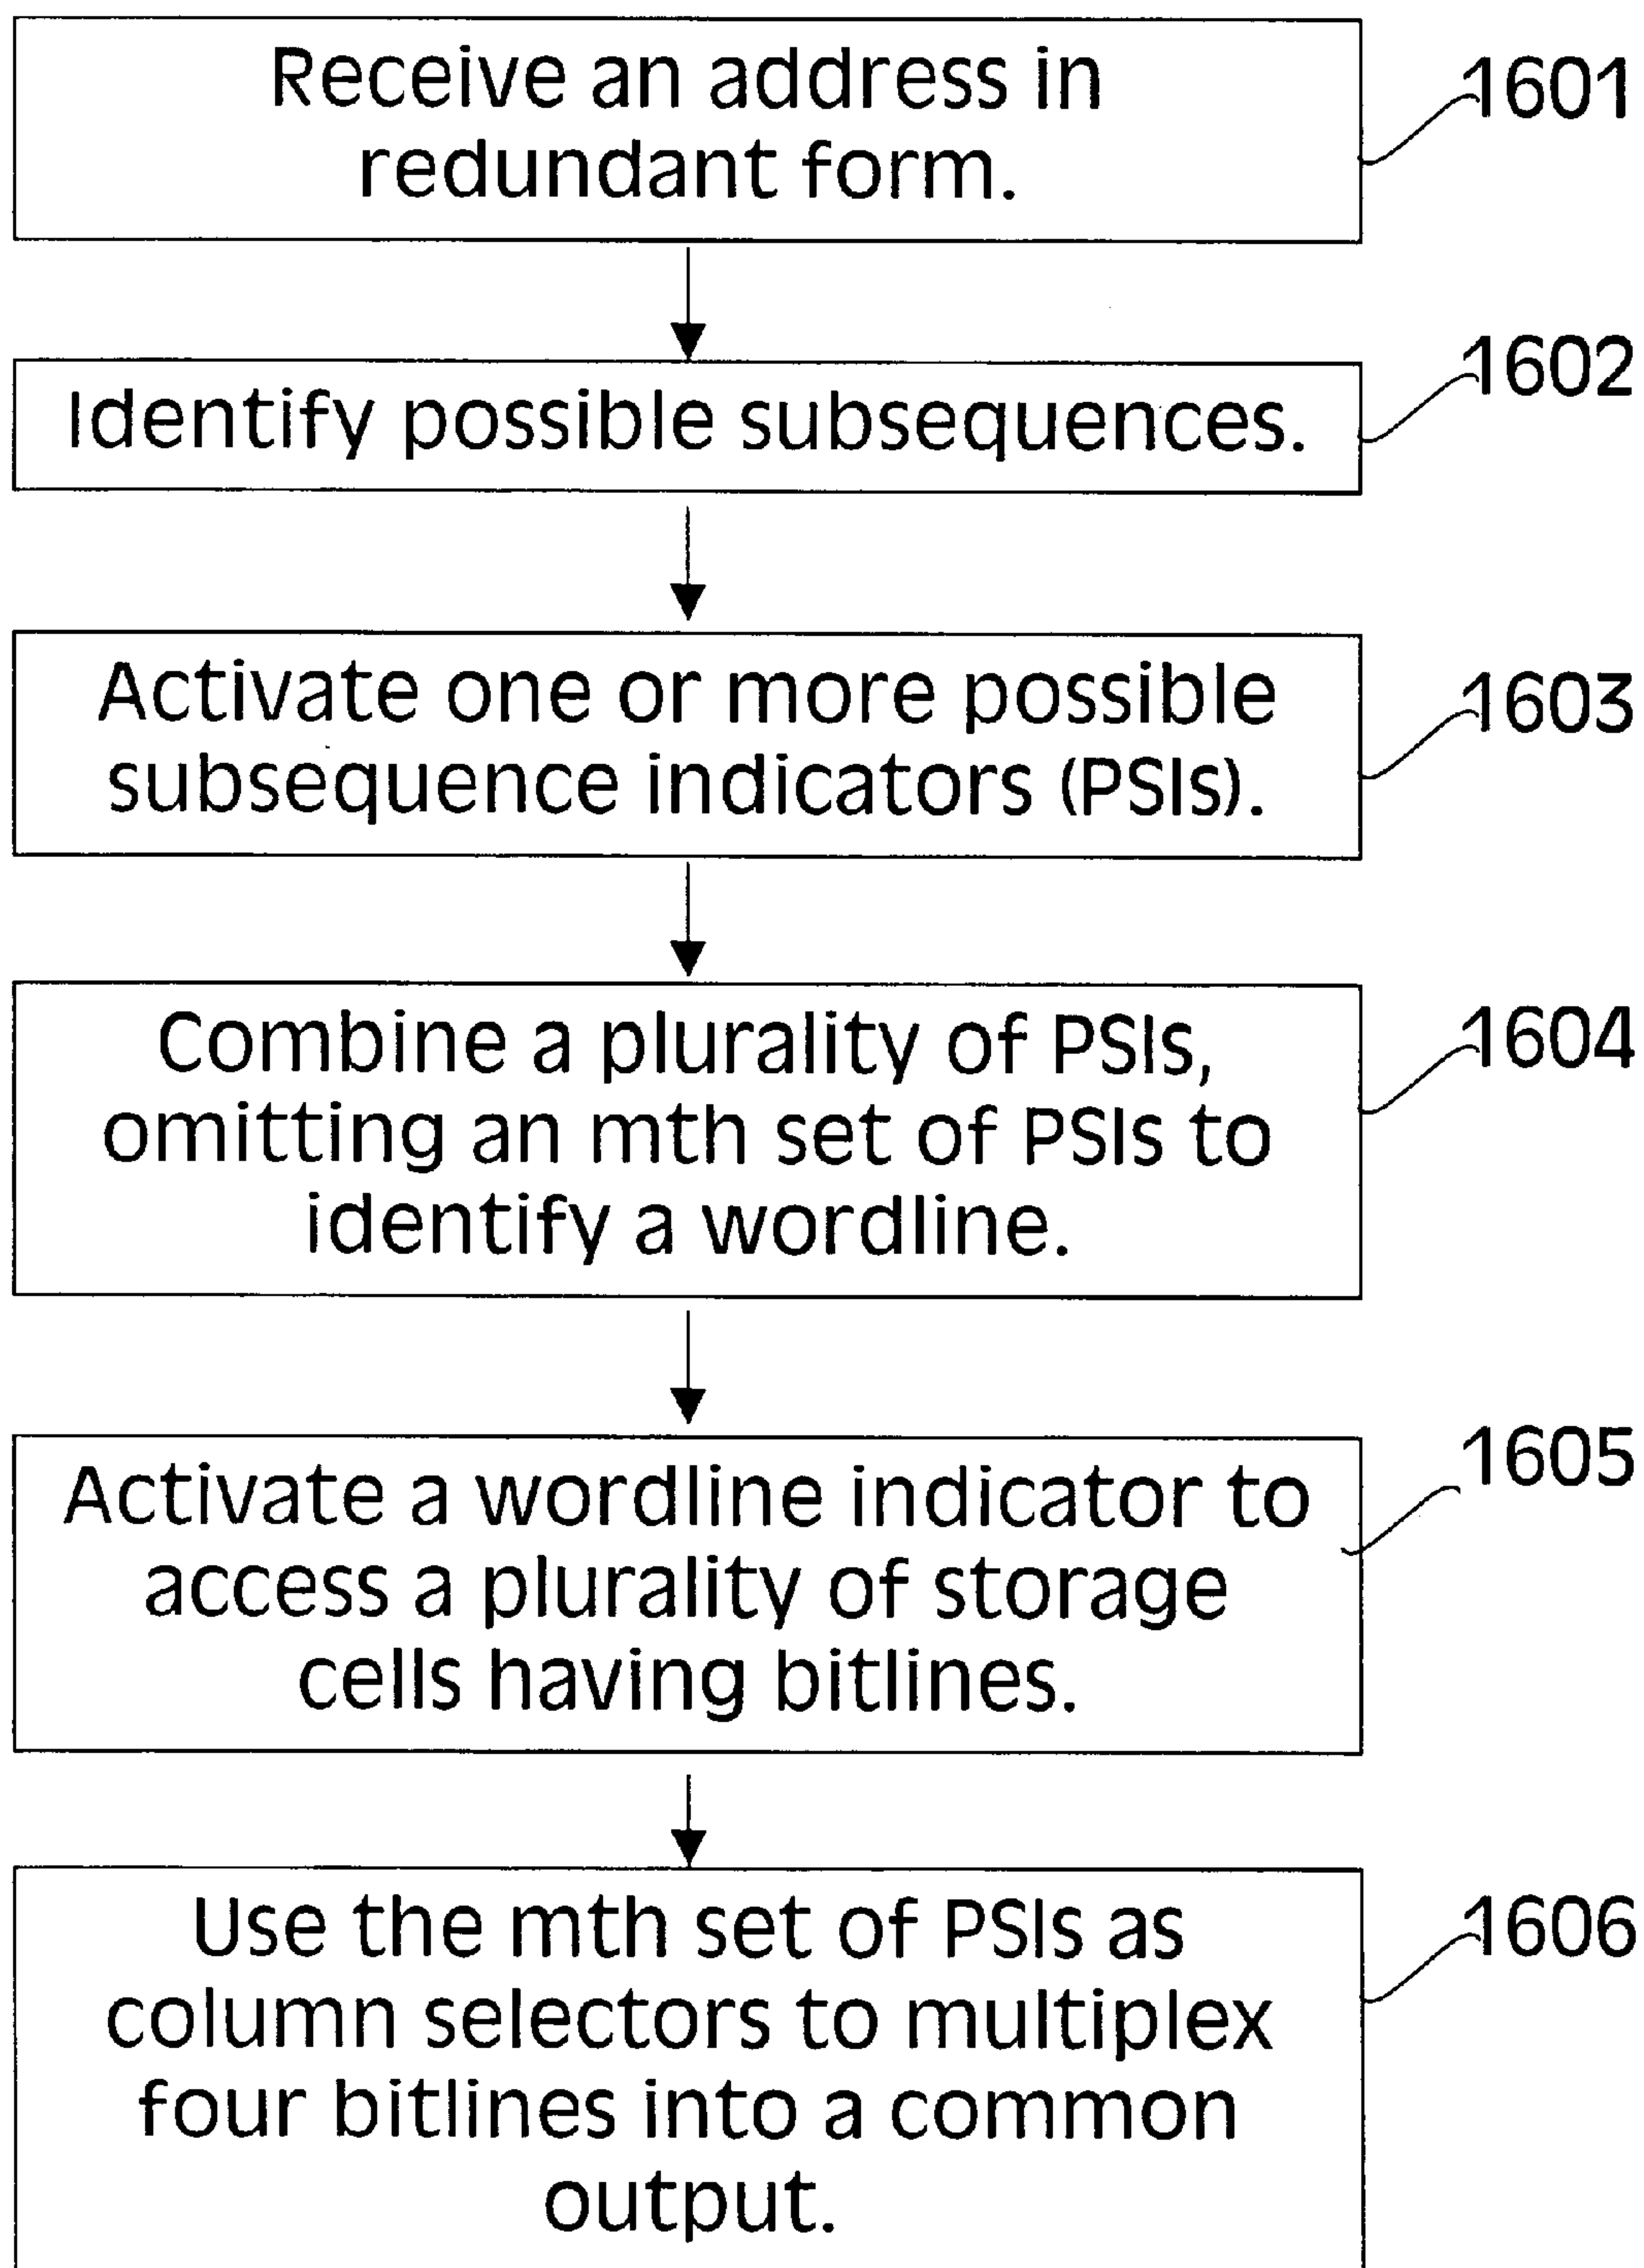 Receive an address in
redundant form.
1601
Identify possible subsequences.
1602
Activate one or more possible
subsequence indicators (PSIs).
1603
Combine a plurality of PSIs,
omitting an mth set of PSIs to
identify a wordline.
1604
Activate a wordline indicator to
access a plurality of storage
cells having bitlines.
1605
Use the mth set of PSIs as
column selectors to multiplex
four bitlines into a common
output.
1606